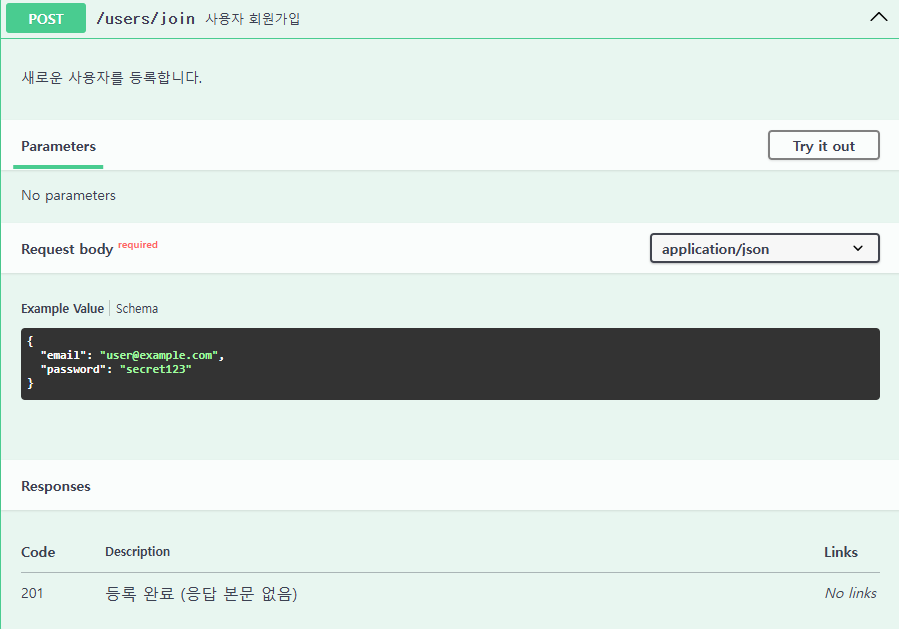 POST /users/join 사용자 회원가입
새로운 사용자를 등록합니다.
Parameters
Try it out
No parameters
Request body required
application/json
Example Value Schema
{
"email": "user@example.com",
"password": "secret123"
}
Responses
Code Description Links
201 등록 완료 (응답 본문 없음) No links